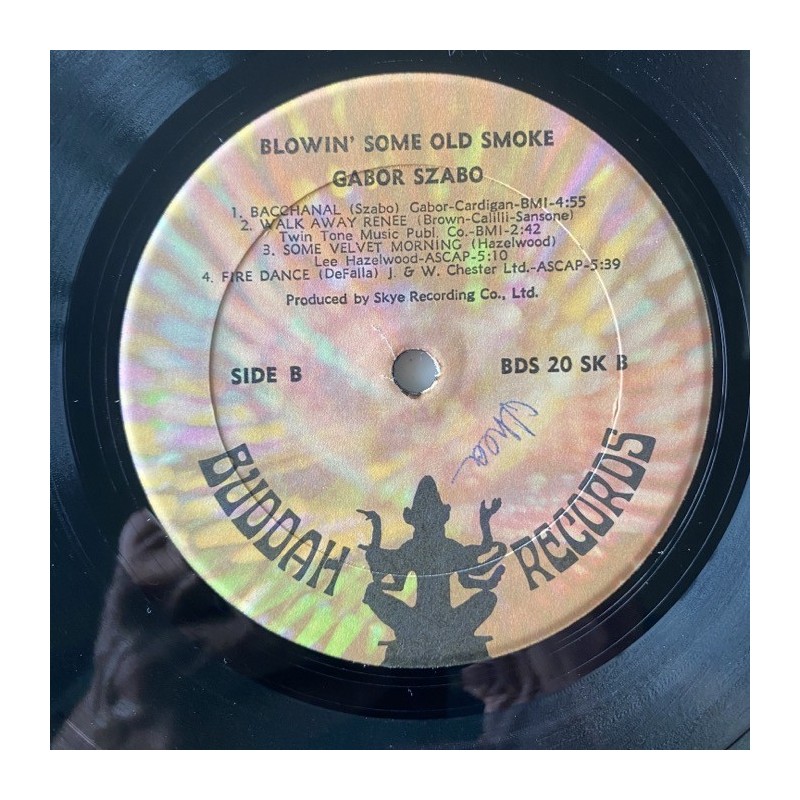 BLOWIN' SOME OLD SMOKE
GABOR SZABO
1. BACCHANAL (Szabo) Gabor-Cardigan-BMI-4:55
2. WALK AWAY RENEE (Brown-Calilli-Sansone)
Twin Tone Music Publ. Co.-BMI-2:42
3. SOME VELVET MORNING (Hazelwood)
Lee Hazelwood-ASCAP-5:10
4. FIRE DANCE (DeFalla) J. & W. Chester Ltd.-ASCAP-5:39
Produced by Skye Recording Co., Ltd.
SIDE B
BDS 20 SK B
BUDDAH RECORDS